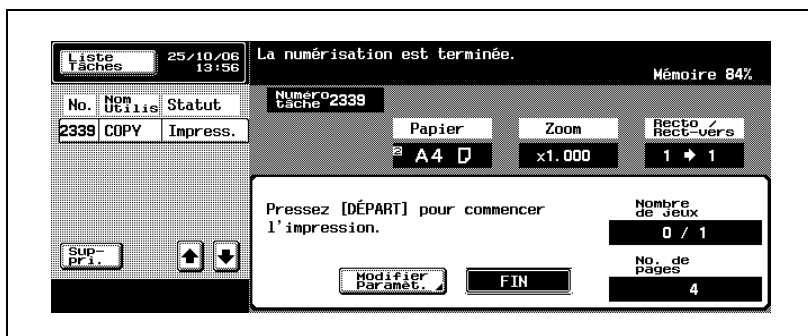 Liste
Tâches
25/10/06
13:56
La numérisation est terminée.
Mémoire 84%
No. Nom Utilis Statut
2339 COPY Impress.
Numéro
tâche 2339
Papier Zoom Recto /
Rect-vers
2 A4 x1.000 1 → 1
Pressez [DÉPART] pour commencer
l'impression.
Nombre
de Jeux
0 / 1
No. de
pages
4
Sup-
pri.
Modifier
Paramèt.
FIN